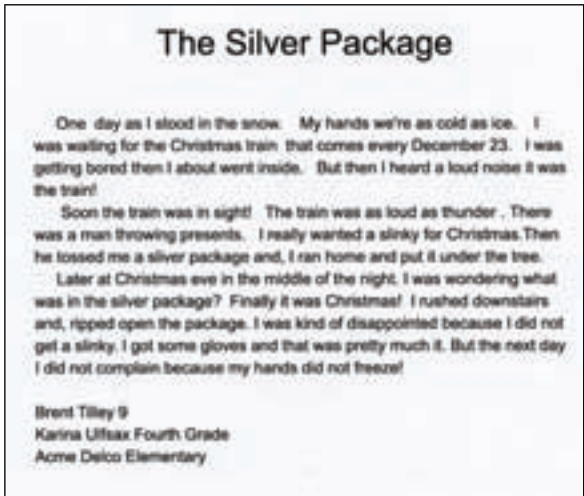 The Silver Package
One day as I stood in the snow. My hands we're as cold as ice. I
was waiting for the Christmas train that comes every December 23. I was
getting bored then I about went inside. But then I heard a loud noise it was
the train!
Soon the train was in sight! The train was as loud as thunder . There
was a man throwing presents. I really wanted a slinky for Christmas.Then
he tossed me a silver package and, I ran home and put it under the tree.
Later at Christmas eve in the middle of the night, I was wondering what
was in the silver package? Finally it was Christmas! I rushed downstairs
and, ripped open the package. I was kind of disappointed because I did not
get a slinky. I got some gloves and that was pretty much it. But the next day
I did not complain because my hands did not freeze!
Brent Tilley 9
Karina Ulfsax Fourth Grade
Acme Delco Elementary